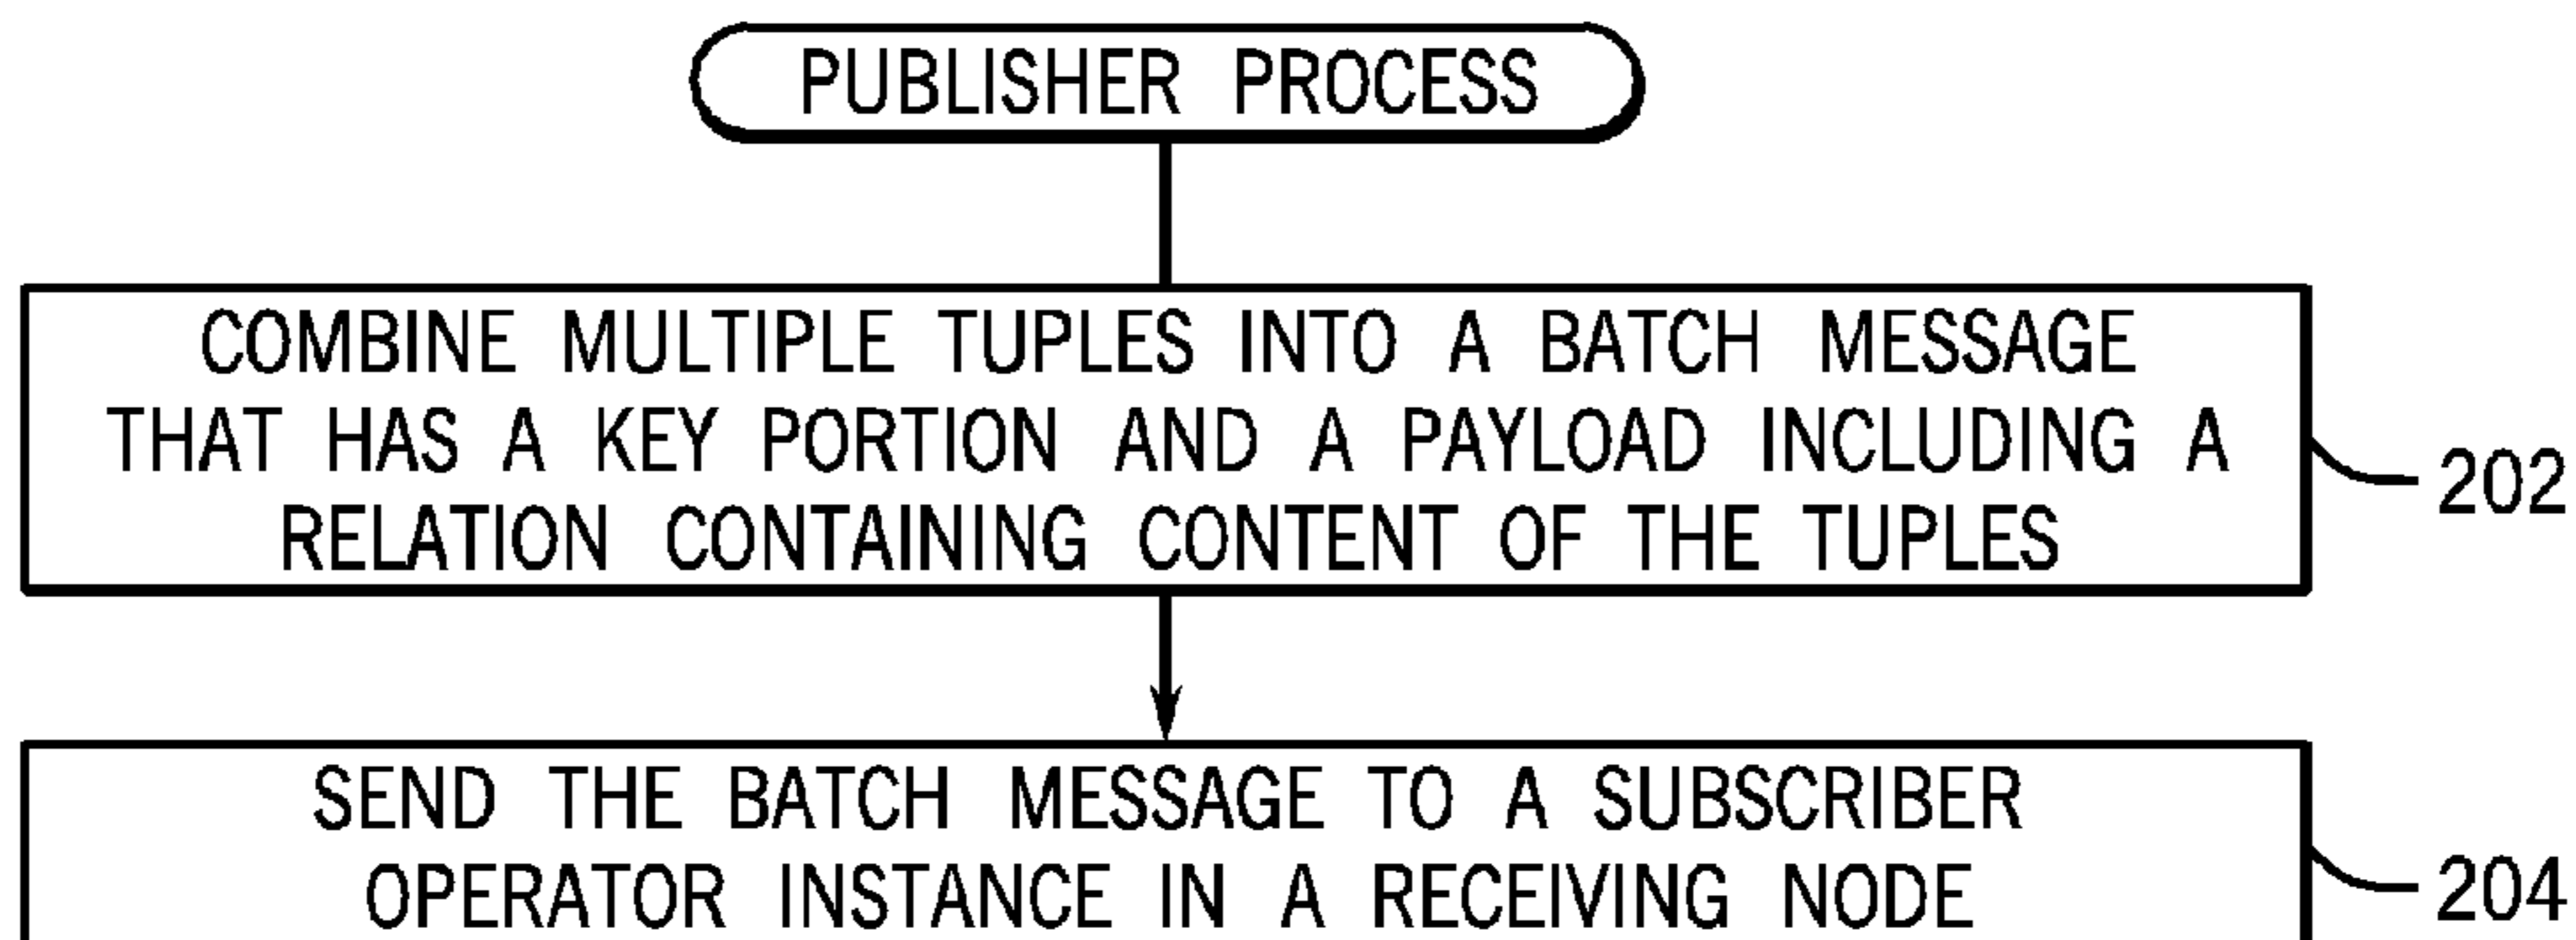 PUBLISHER PROCESS
COMBINE MULTIPLE TUPLES INTO A BATCH MESSAGE
THAT HAS A KEY PORTION AND A PAYLOAD INCLUDING A
RELATION CONTAINING CONTENT OF THE TUPLES
202
SEND THE BATCH MESSAGE TO A SUBSCRIBER
OPERATOR INSTANCE IN A RECEIVING NODE
204